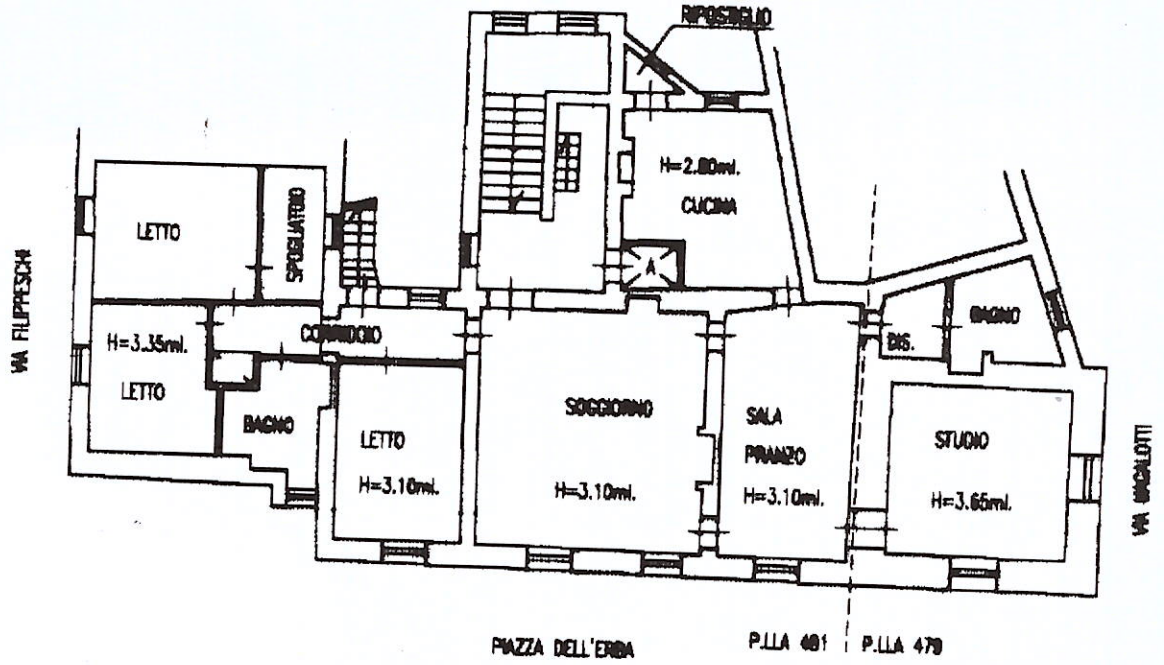 RIPOSTIGLIO
H=2.80ml.
CUCINA
A
LETTO
SPOGLIATOIO
VIA FILIPPESCHI
CORRIDOIO
H=3.35ml.
LETTO
BAGNO
LETTO
H=3.10ml.
SOGGIORNO
H=3.10ml.
SALA
PRANZO
H=3.10ml.
DIS.
BAGNO
STUDIO
H=3.65ml.
VIA MAGALOTTI
PIAZZA DELL'ERBA
P.LLA 481
P.LLA 479